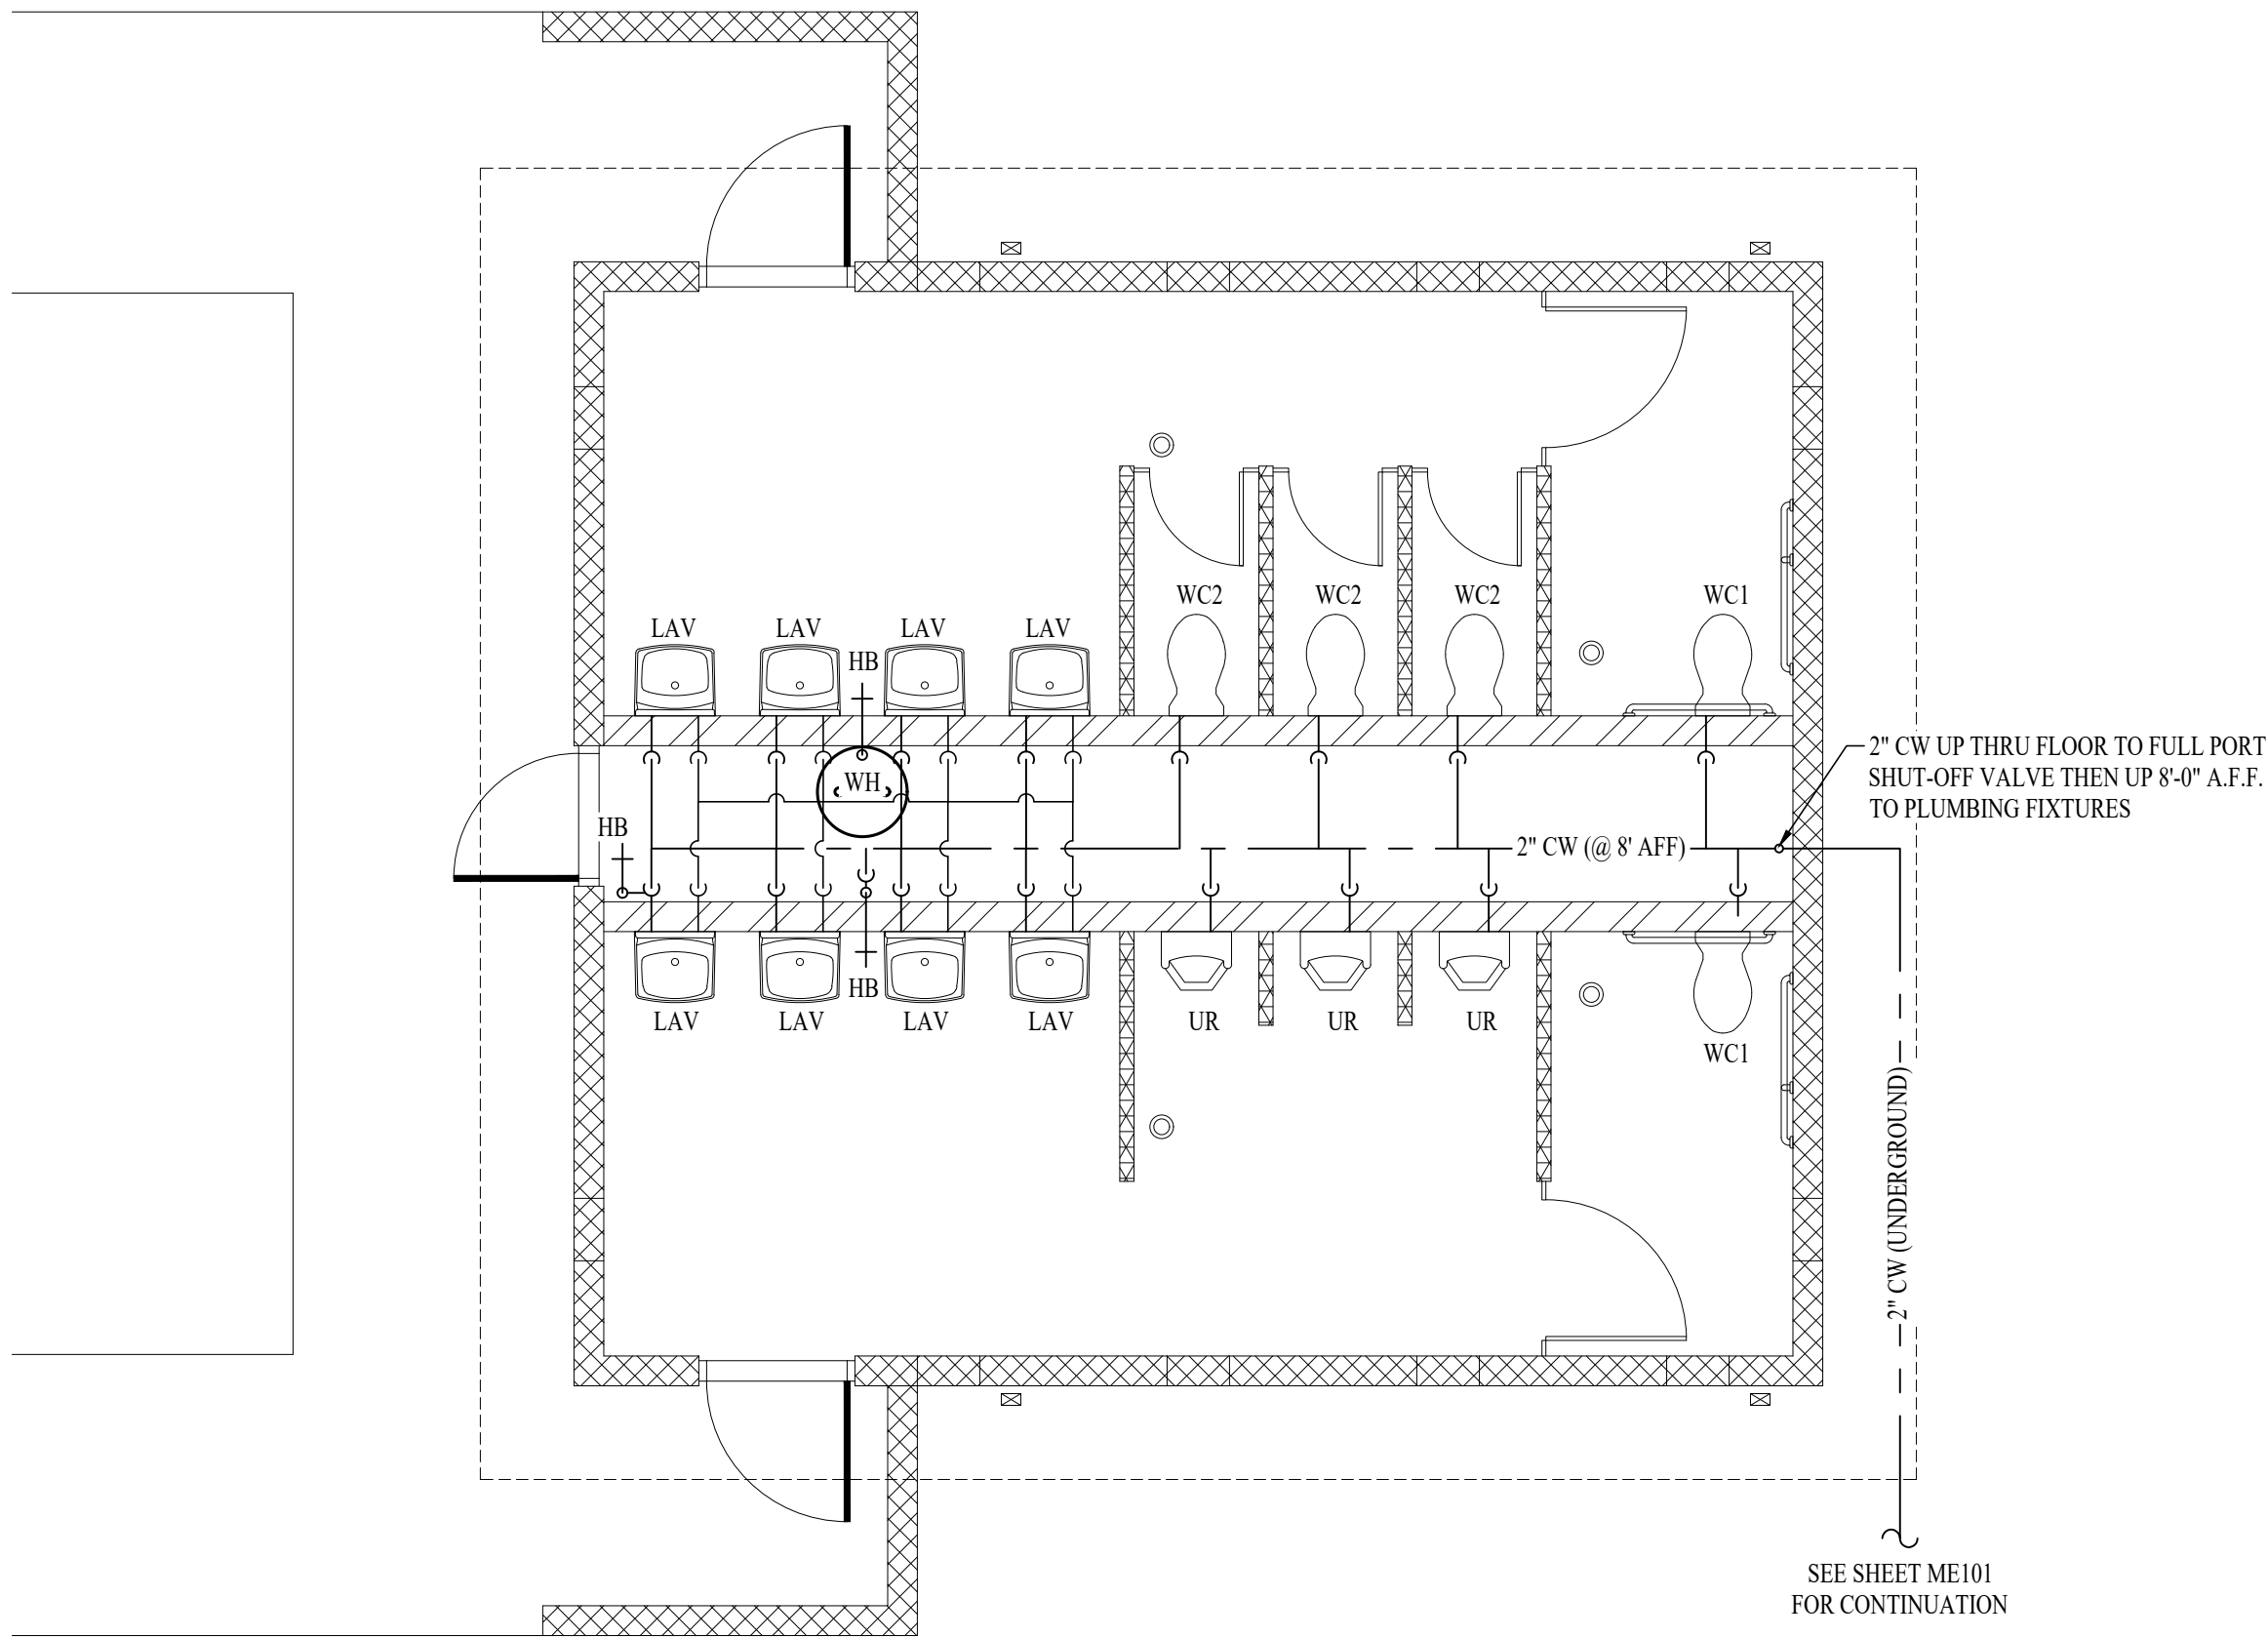 WC2
WC2
WC2
WC1
LAV
LAV
LAV
LAV
HB
WH
2" CW UP THRU FLOOR TO FULL PORT
SHUT-OFF VALVE THEN UP 8'-0" A.F.F.
TO PLUMBING FIXTURES
HB
2" CW (@ 8' AFF)
HB
LAV
LAV
LAV
LAV
UR
UR
UR
WC1
2" CW (UNDERGROUND)
SEE SHEET ME101
FOR CONTINUATION